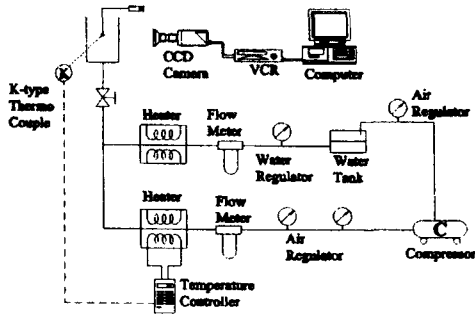 K
K-type
Thermo
Couple
CCD
Camera
VCR
Computer
Air
Regulator
Heater
Flow
Meter
Water
Regulator
Water
Tank
Heater
Flow
Meter
Air
Regulator
C
Compressor
Temperature
Controller